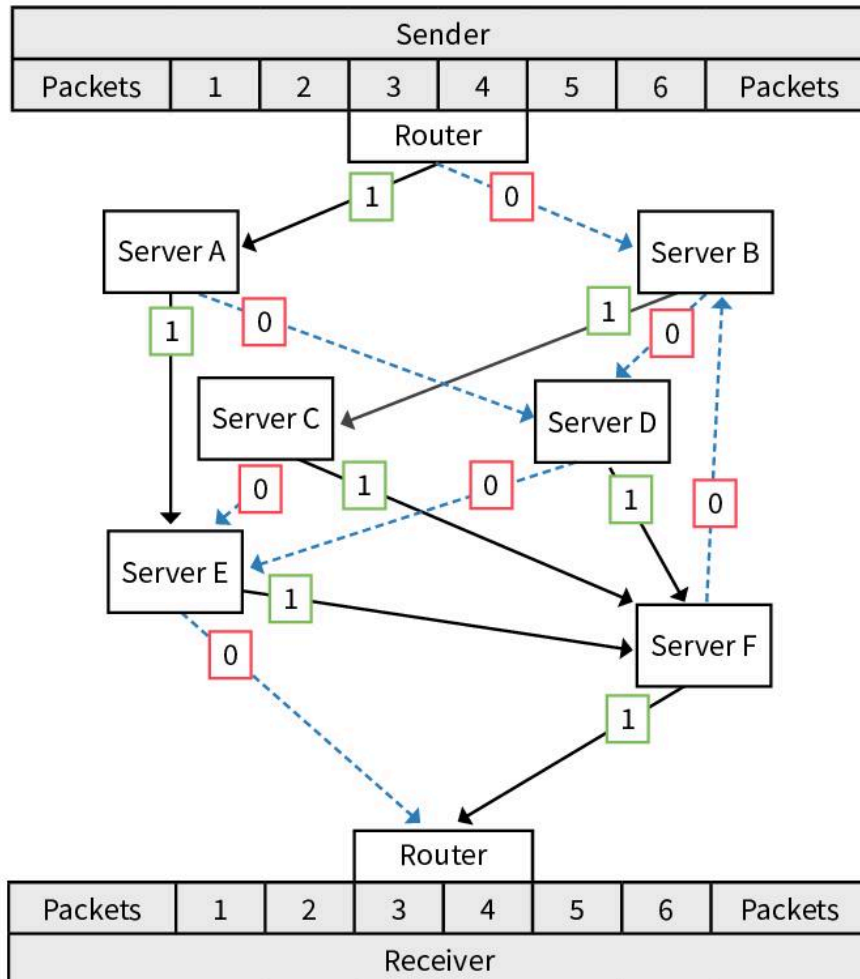 Sender
Packets 1 2 3 4 5 6 Packets
Router
1 0
Server A Server B
1 0 1 0
Server C Server D
0 1 0 1 0
Server E
1
Server F
0
1
Router
Packets 1 2 3 4 5 6 Packets
Receiver